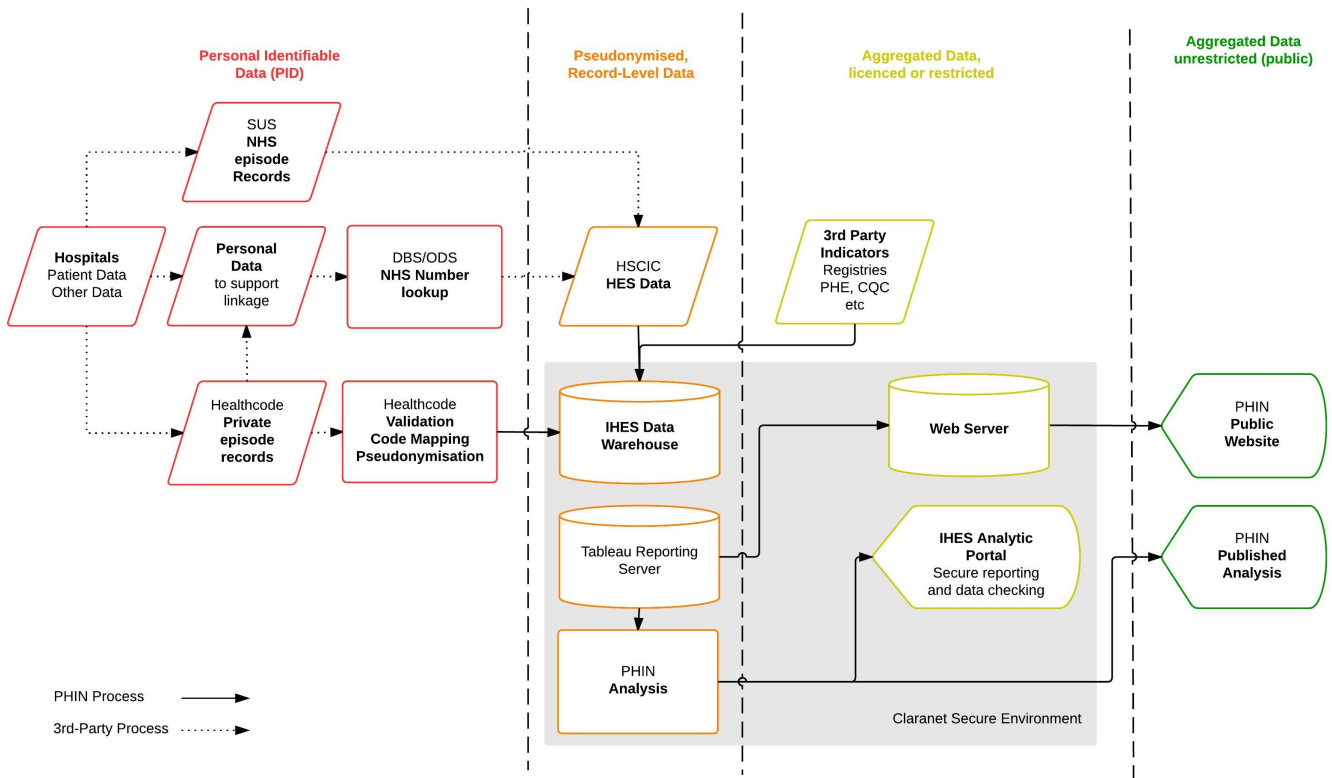 Personal Identifiable
Data (PID)
Pseudonymised,
Record-Level Data
Aggregated Data,
licenced or restricted
Aggregated Data
unrestricted (public)
SUS
NHS
episode
Records
Hospitals
Patient Data
Other Data
Personal
Data
to support
linkage
DBS/ODS
NHS Number
lookup
HSCIC
HES Data
3rd Party
Indicators
Registries
PHE, CQC
etc
Healthcode
Private
episode
records
Healthcode
Validation
Code Mapping
Pseudonymisation
IHES Data
Warehouse
Web Server
PHIN
Public
Website
Tableau Reporting
Server
IHES Analytic
Portal
Secure reporting
and data checking
PHIN
Published
Analysis
PHIN
Analysis
Claranet Secure Environment
PHIN Process
3rd-Party Process